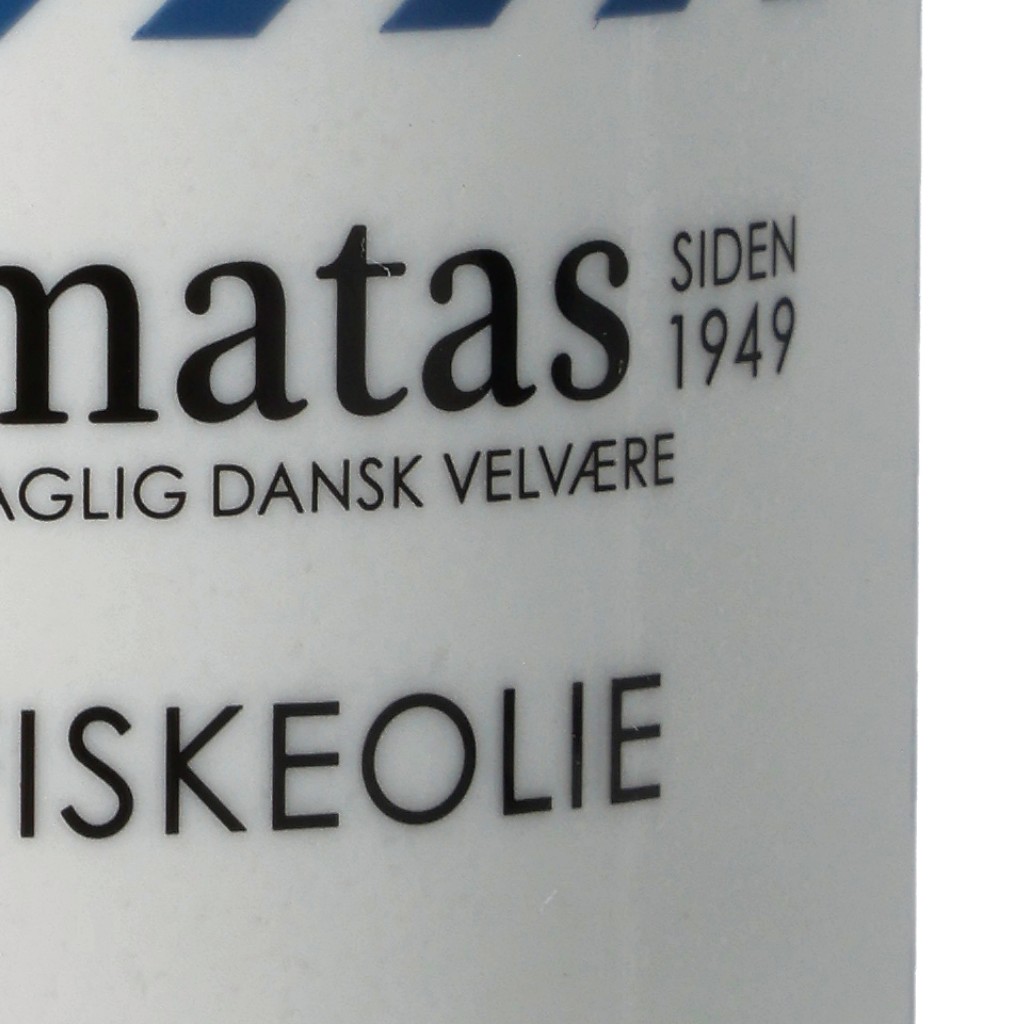 matas
SIDEN
1949
AGLIG DANSK VELVÆRE
ISKEOLIE